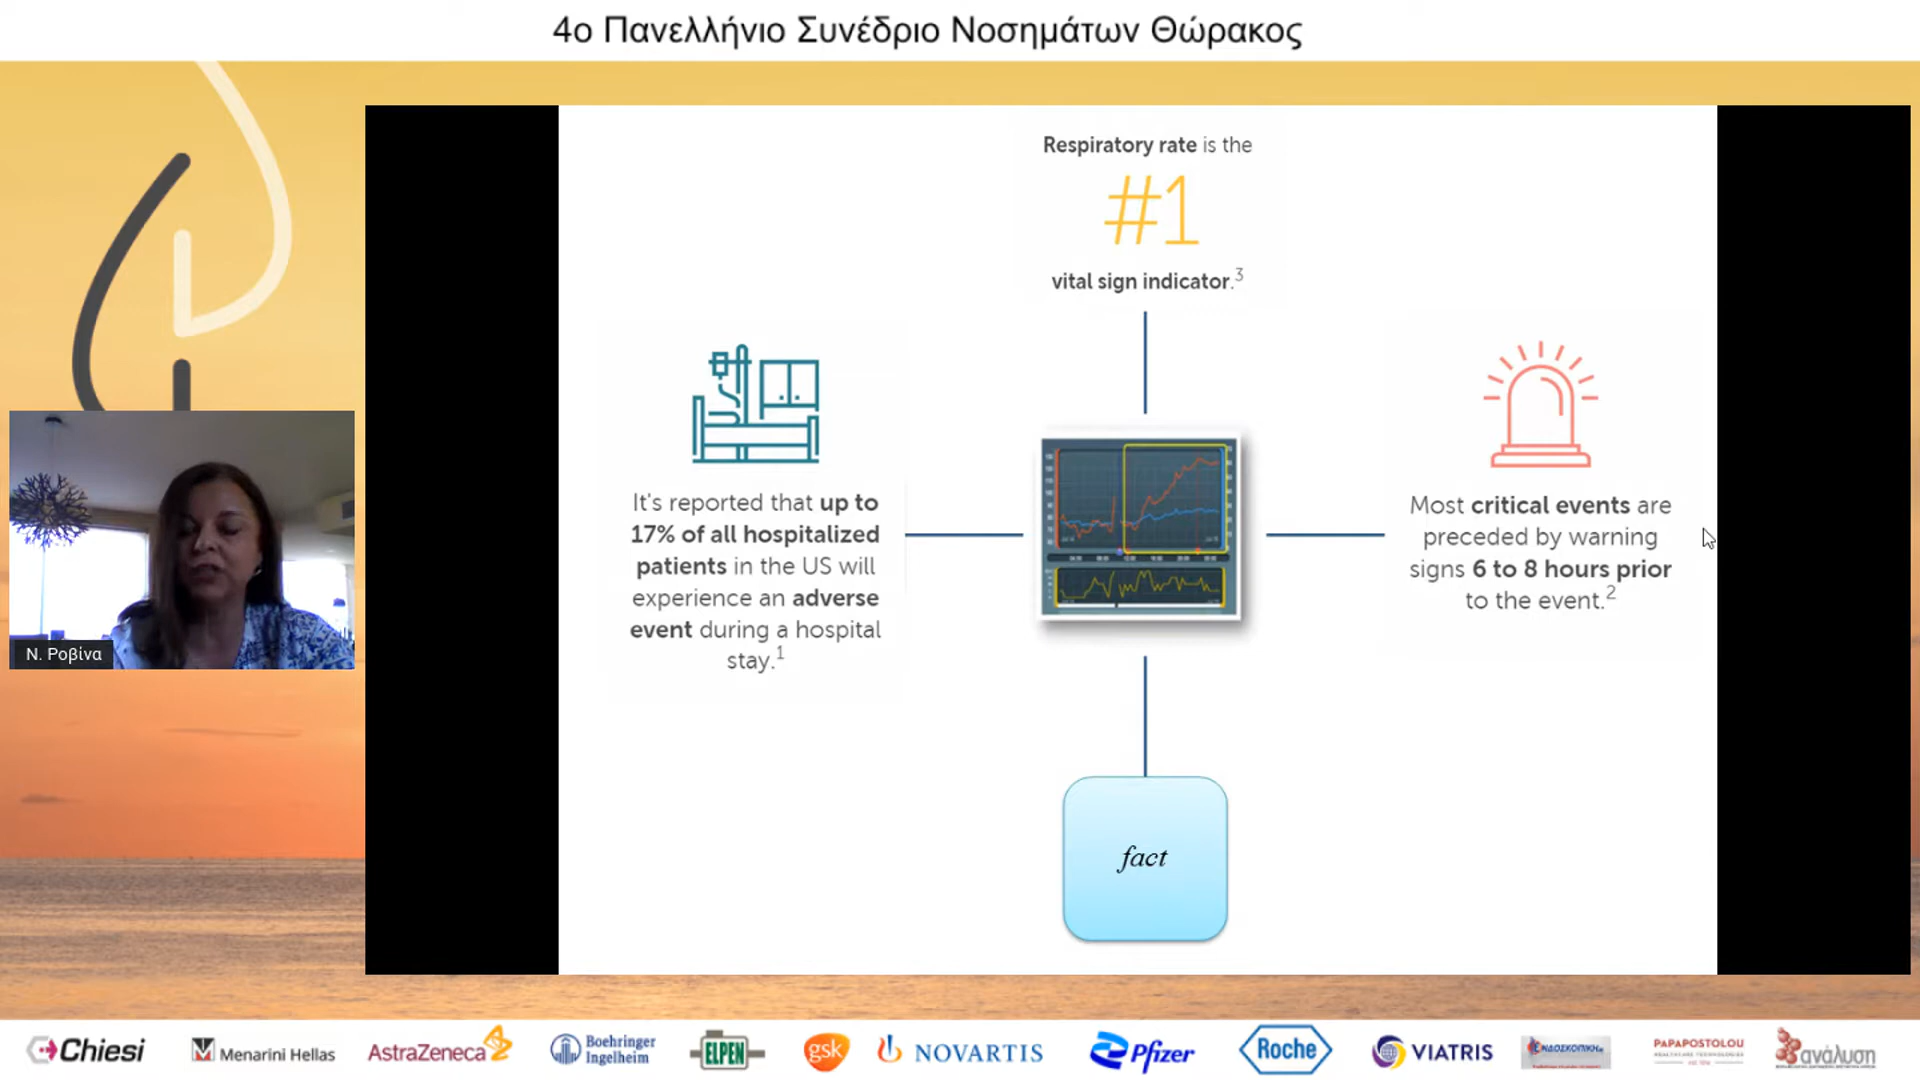 4ο Πανελλήνιο Συνέδριο Νοσημάτων Θώρακος
Respiratory rate is the
#1
vital sign indicator.3
It's reported that up to
17% of all hospitalized
patients in the US will
experience an adverse
event during a hospital
stay.1
Most critical events are
preceded by warning
signs 6 to 8 hours prior
to the event.2
fact
Ν. Ροβίνα
Chiesi
Menarini Hellas
AstraZeneca
Boehringer
Ingelheim
ELPEN
gsk
NOVARTIS
Pfizer
Roche
VIATRIS
ΕΝΔΟΣΚΟΠΙΚΗ
PAPAPOSTOLOU
HEALTHCARE TECHNOLOGIES
ανάλυση